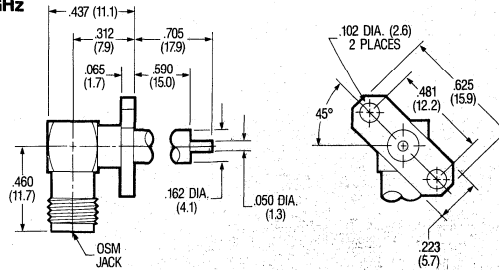 GHz
.437 (11.1)
.312
(7.9)
.705
(17.9)
.065
(1.7)
.590
(15.0)
.460
(11.7)
.162 DIA.
(4.1)
.050 DIA.
(1.3)
OSM
JACK
.102 DIA. (2.6)
2 PLACES
45°
.481
(12.2)
.625
(15.9)
.223
(5.7)